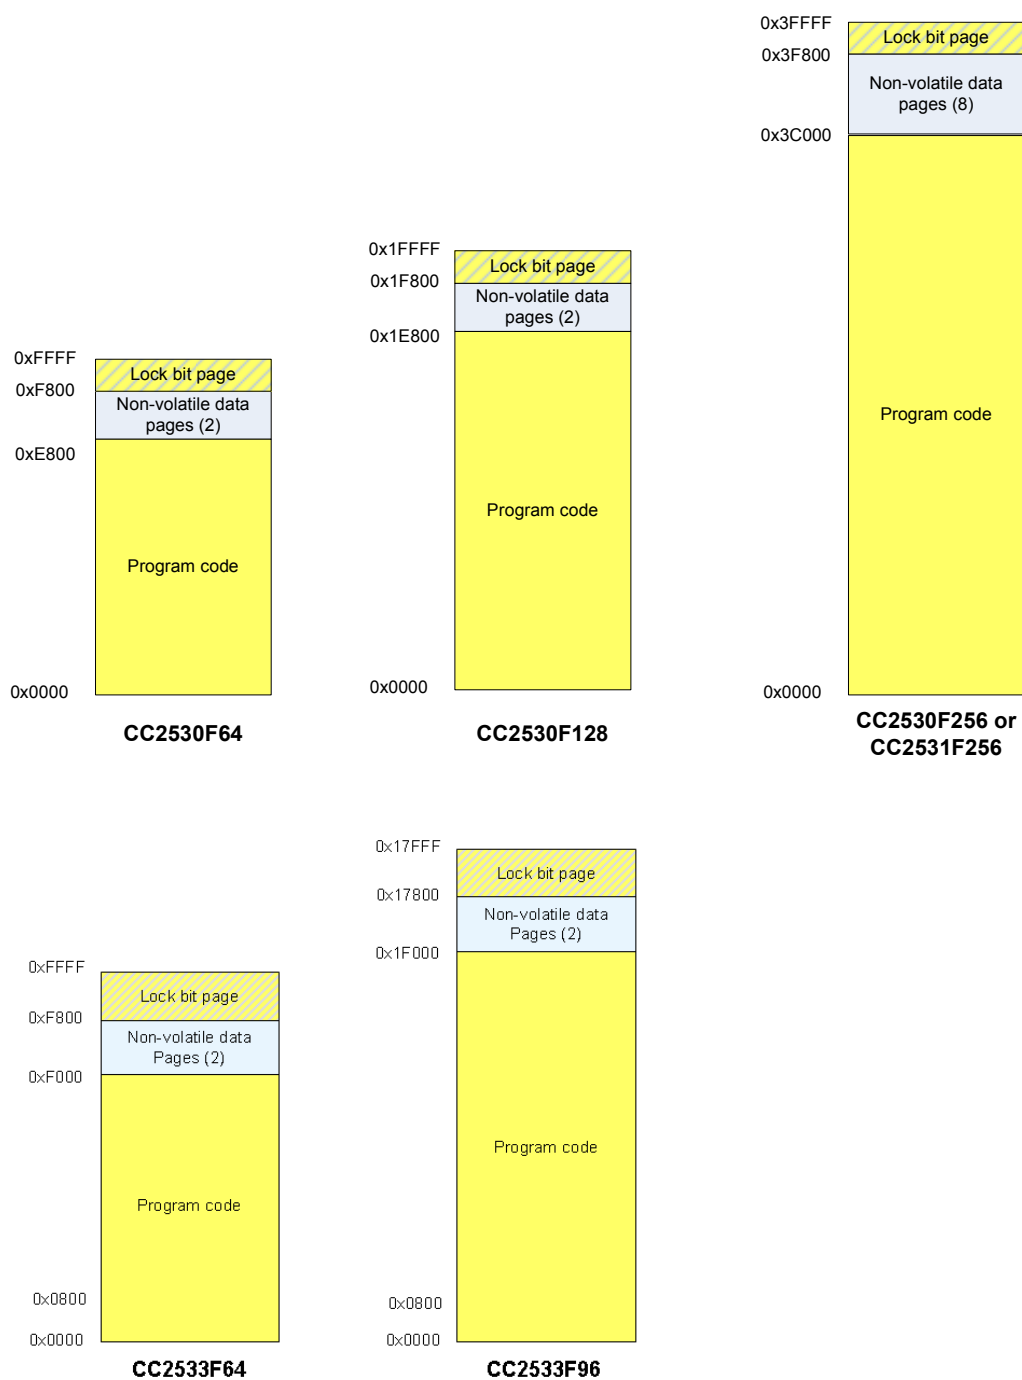 0xFFFF
Lock bit page
0xF800
Non-volatile data
pages (2)
0xE800
Program code
0x0000
CC2530F64
0x1FFFF
Lock bit page
0x1F800
Non-volatile data
pages (2)
0x1E800
Program code
0x0000
CC2530F128
0x3FFFF
Lock bit page
0x3F800
Non-volatile data
pages (8)
0x3C000
Program code
0x0000
CC2530F256 or
CC2531F256
0xFFFF
Lock bit page
0xF800
Non-volatile data
Pages (2)
0xF000
Program code
0x0800
0x0000
CC2533F64
0x17FFF
Lock bit page
0x17800
Non-volatile data
Pages (2)
0x1F000
Program code
0x0800
0x0000
CC2533F96